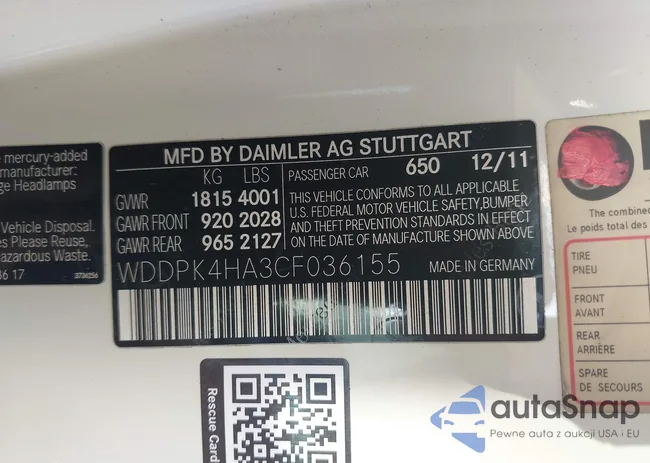 e mercury-added
manufacturer:
ge Headlamps
Vehicle Disposal.
es Please Reuse,
azardous Waste.
36 17
MFD BY DAIMLER AG STUTTGART
KG LBS PASSENGER CAR 650 12/11
GVWR 1815 4001
GAWR FRONT 920 2028
GAWR REAR 965 2127
THIS VEHICLE CONFORMS TO ALL APPLICABLE
U.S. FEDERAL MOTOR VEHICLE SAFETY, BUMPER
AND THEFT PREVENTION STANDARDS IN EFFECT
ON THE DATE OF MANUFACTURE SHOWN ABOVE
WDDPK4HA3CF036155 MADE IN GERMANY
The combined
Le poids total des
TIRE
PNEU
FRONT
AVANT
REAR
ARRIÈRE
SPARE
DE SECOURS
Rescue Card
autoSnap
Pewne auta z aukcji USA i EU